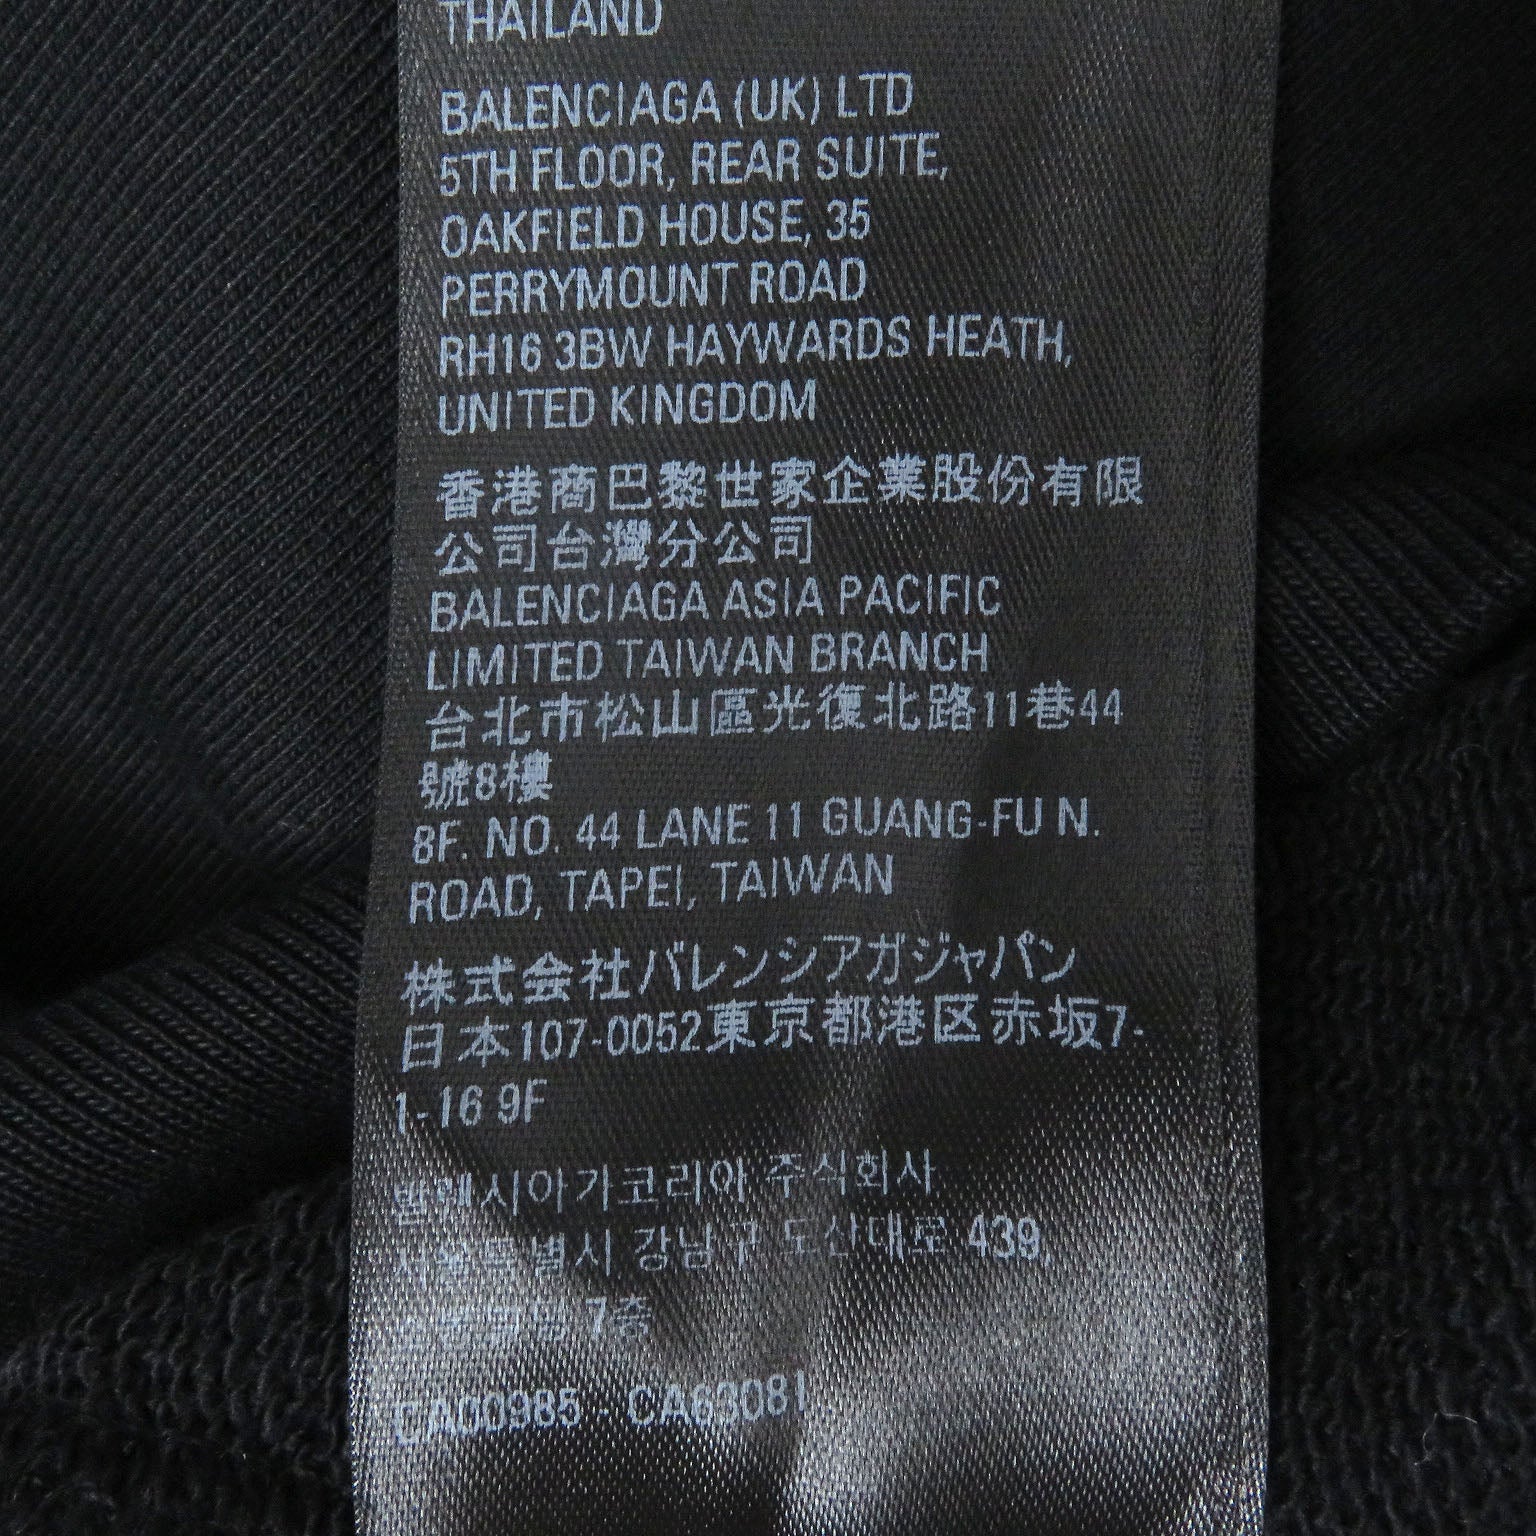 THAILAND
BALENCIAGA (UK) LTD
5TH FLOOR, REAR SUITE,
OAKFIELD HOUSE, 35
PERRYMOUNT ROAD
RH16 3BW HAYWARDS HEATH,
UNITED KINGDOM
香港商巴黎世家企業股份有限
公司台灣分公司
BALENCIAGA ASIA PACIFIC
LIMITED TAIWAN BRANCH
台北市松山區光復北路11巷44
號8樓
8F. NO. 44 LANE 11 GUANG-FU N.
ROAD, TAPEI, TAIWAN
株式会社バレンシアガジャパン
日本107-0052東京都港区赤坂7-
1-16 9F
발렌시아가코리아 주식회사
서울특별시 강남구 도산대로 439,
7층
CA00985 - CA63081